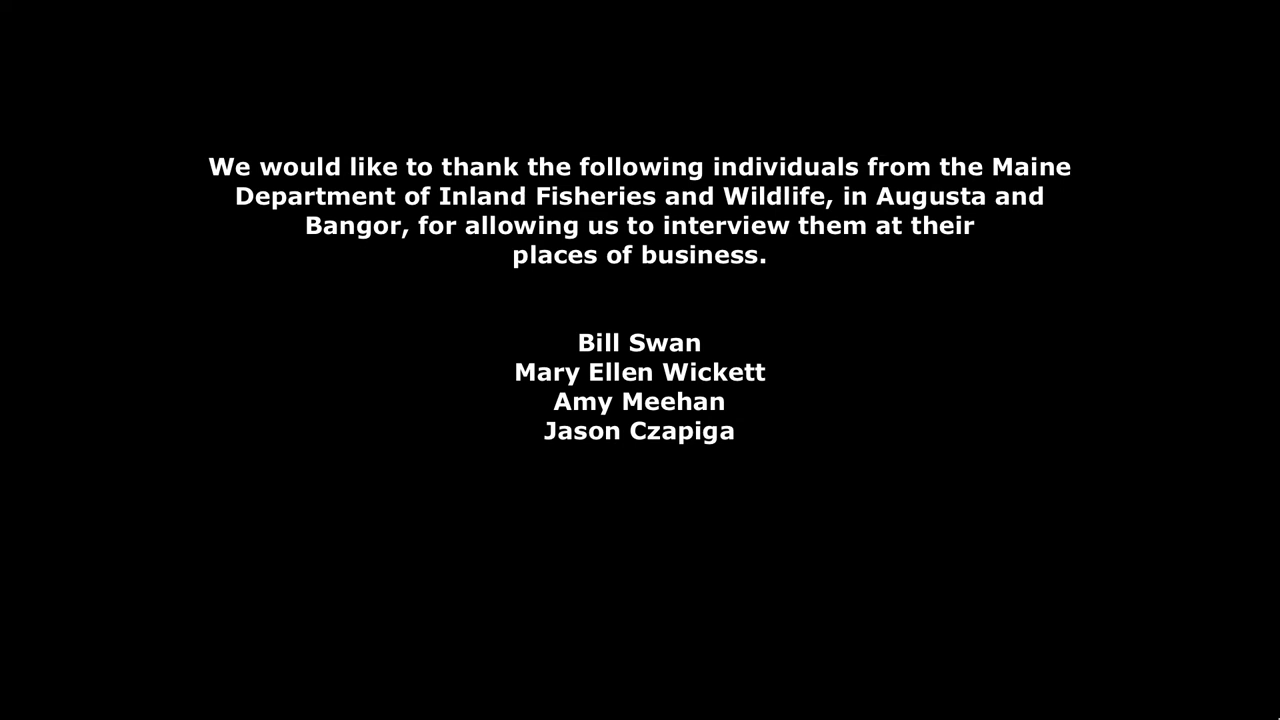 We would like to thank the following individuals from the Maine
Department of Inland Fisheries and Wildlife, in Augusta and
Bangor, for allowing us to interview them at their
places of business.
Bill Swan
Mary Ellen Wickett
Amy Meehan
Jason Czapiga